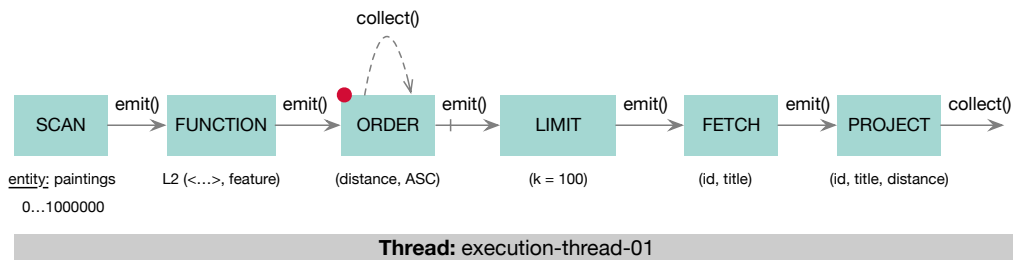 collect()
emit()
emit()
emit()
emit()
emit()
collect()
SCAN
FUNCTION
ORDER
LIMIT
FETCH
PROJECT
entity: paintings
L2 (<...>, feature)
(distance, ASC)
(k = 100)
(id, title)
(id, title, distance)
0...1000000
Thread: execution-thread-01